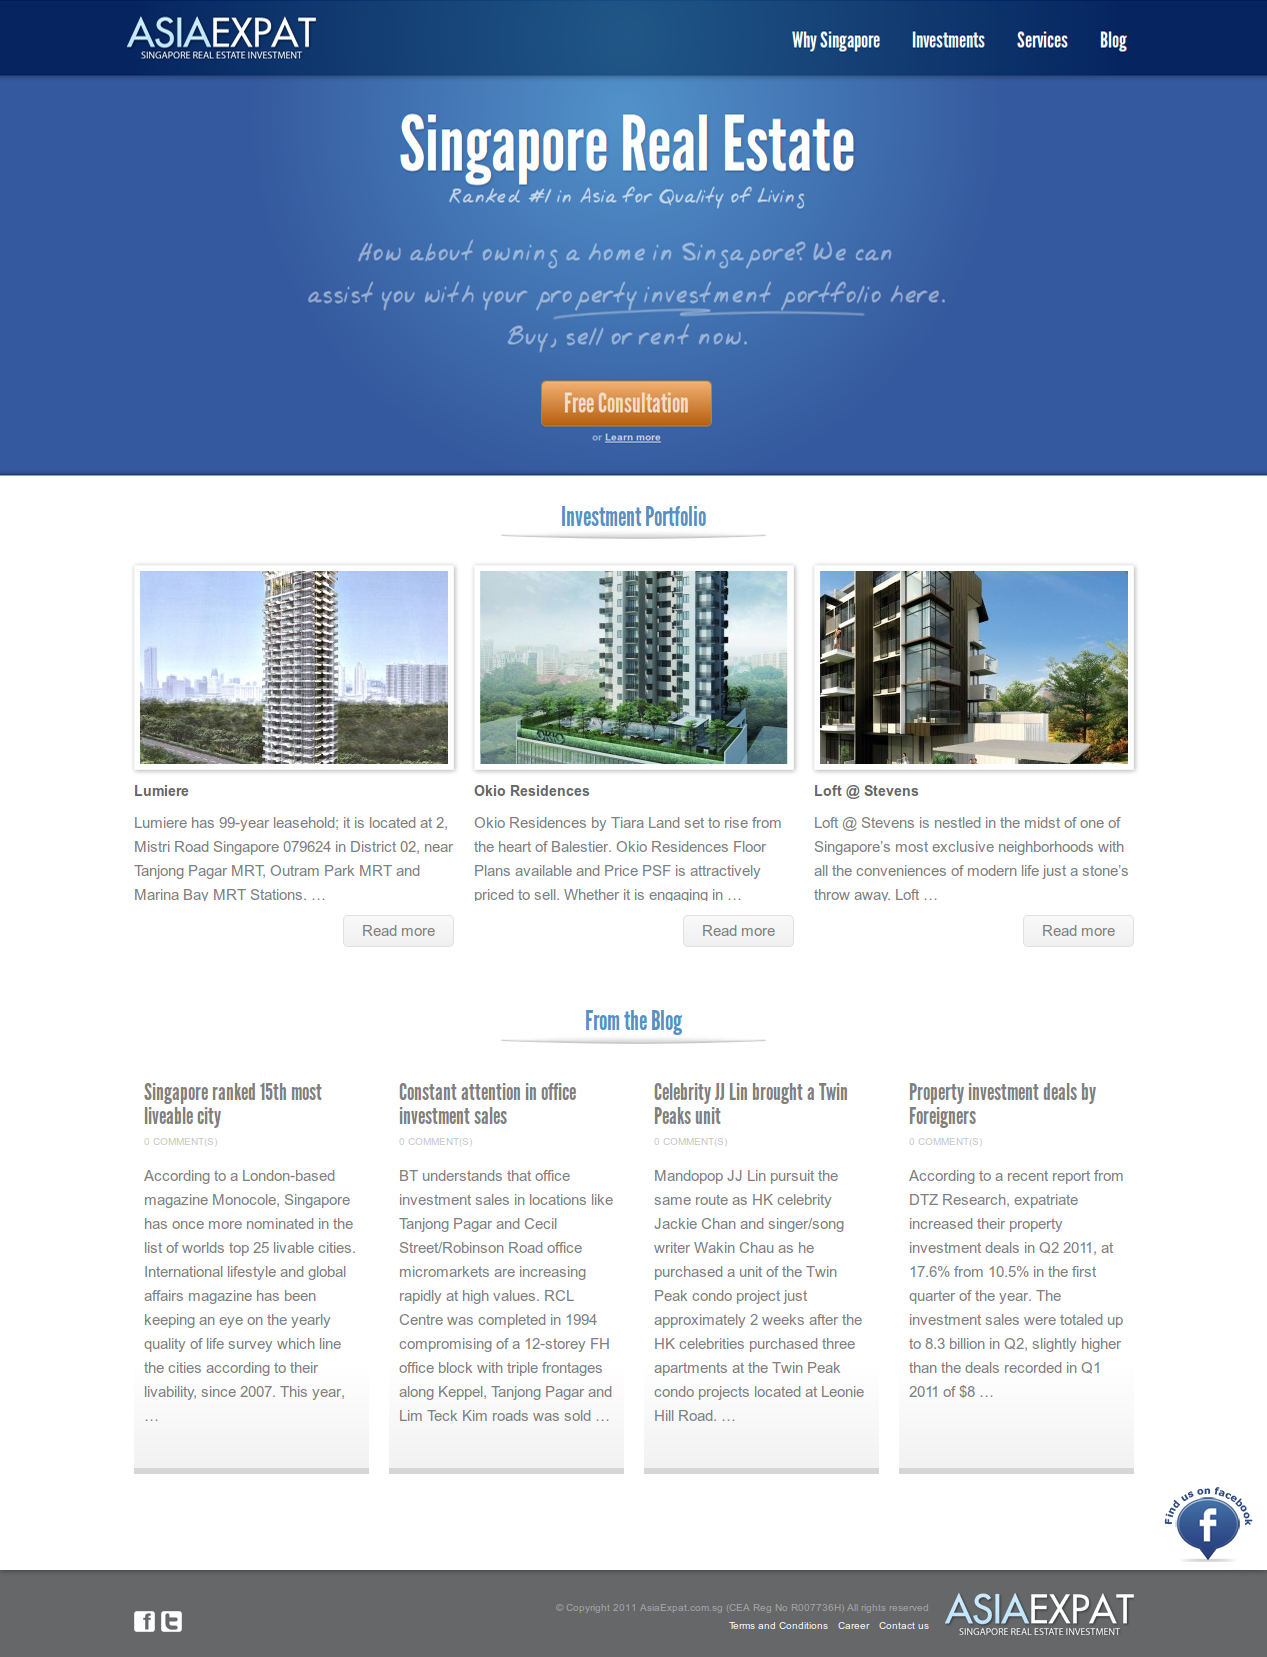 ASIAEXPAT
SINGAPORE REAL ESTATE INVESTMENT
Why Singapore
Investments
Services
Blog
Singapore Real Estate
Ranked #1 in Asia for Quality of Living
How about owning a home in Singapore? We can
assist you with your property investment portfolio here.
Buy, sell or rent now.
Free Consultation
or Learn more
Investment Portfolio
OKIO
Lumiere
Lumiere has 99-year leasehold; it is located at 2,
Mistri Road Singapore 079624 in District 02, near
Tanjong Pagar MRT, Outram Park MRT and
Marina Bay MRT Stations. …
Read more
Okio Residences
Okio Residences by Tiara Land set to rise from
the heart of Balestier. Okio Residences Floor
Plans available and Price PSF is attractively
priced to sell. Whether it is engaging in …
Read more
Loft @ Stevens
Loft @ Stevens is nestled in the midst of one of
Singapore’s most exclusive neighborhoods with
all the conveniences of modern life just a stone’s
throw away. Loft …
Read more
From the Blog
Singapore ranked 15th most
liveable city
0 COMMENT(S)
According to a London-based
magazine Monocole, Singapore
has once more nominated in the
list of worlds top 25 livable cities.
International lifestyle and global
affairs magazine has been
keeping an eye on the yearly
quality of life survey which line
the cities according to their
livability, since 2007. This year,
…
Constant attention in office
investment sales
0 COMMENT(S)
BT understands that office
investment sales in locations like
Tanjong Pagar and Cecil
Street/Robinson Road office
micromarkets are increasing
rapidly at high values. RCL
Centre was completed in 1994
compromising of a 12-storey FH
office block with triple frontages
along Keppel, Tanjong Pagar and
Lim Teck Kim roads was sold …
Celebrity JJ Lin brought a Twin
Peaks unit
0 COMMENT(S)
Mandopop JJ Lin pursuit the
same route as HK celebrity
Jackie Chan and singer/song
writer Wakin Chau as he
purchased a unit of the Twin
Peak condo project just
approximately 2 weeks after the
HK celebrities purchased three
apartments at the Twin Peak
condo projects located at Leonie
Hill Road. …
Property investment deals by
Foreigners
0 COMMENT(S)
According to a recent report from
DTZ Research, expatriate
increased their property
investment deals in Q2 2011, at
17.6% from 10.5% in the first
quarter of the year. The
investment sales were totaled up
to 8.3 billion in Q2, slightly higher
than the deals recorded in Q1
2011 of $8 …
Find us on facebook
f
f t
© Copyright 2011 AsiaExpat.com.sg (CEA Reg No R007736H) All rights reserved
Terms and Conditions Career Contact us
ASIAEXPAT
SINGAPORE REAL ESTATE INVESTMENT